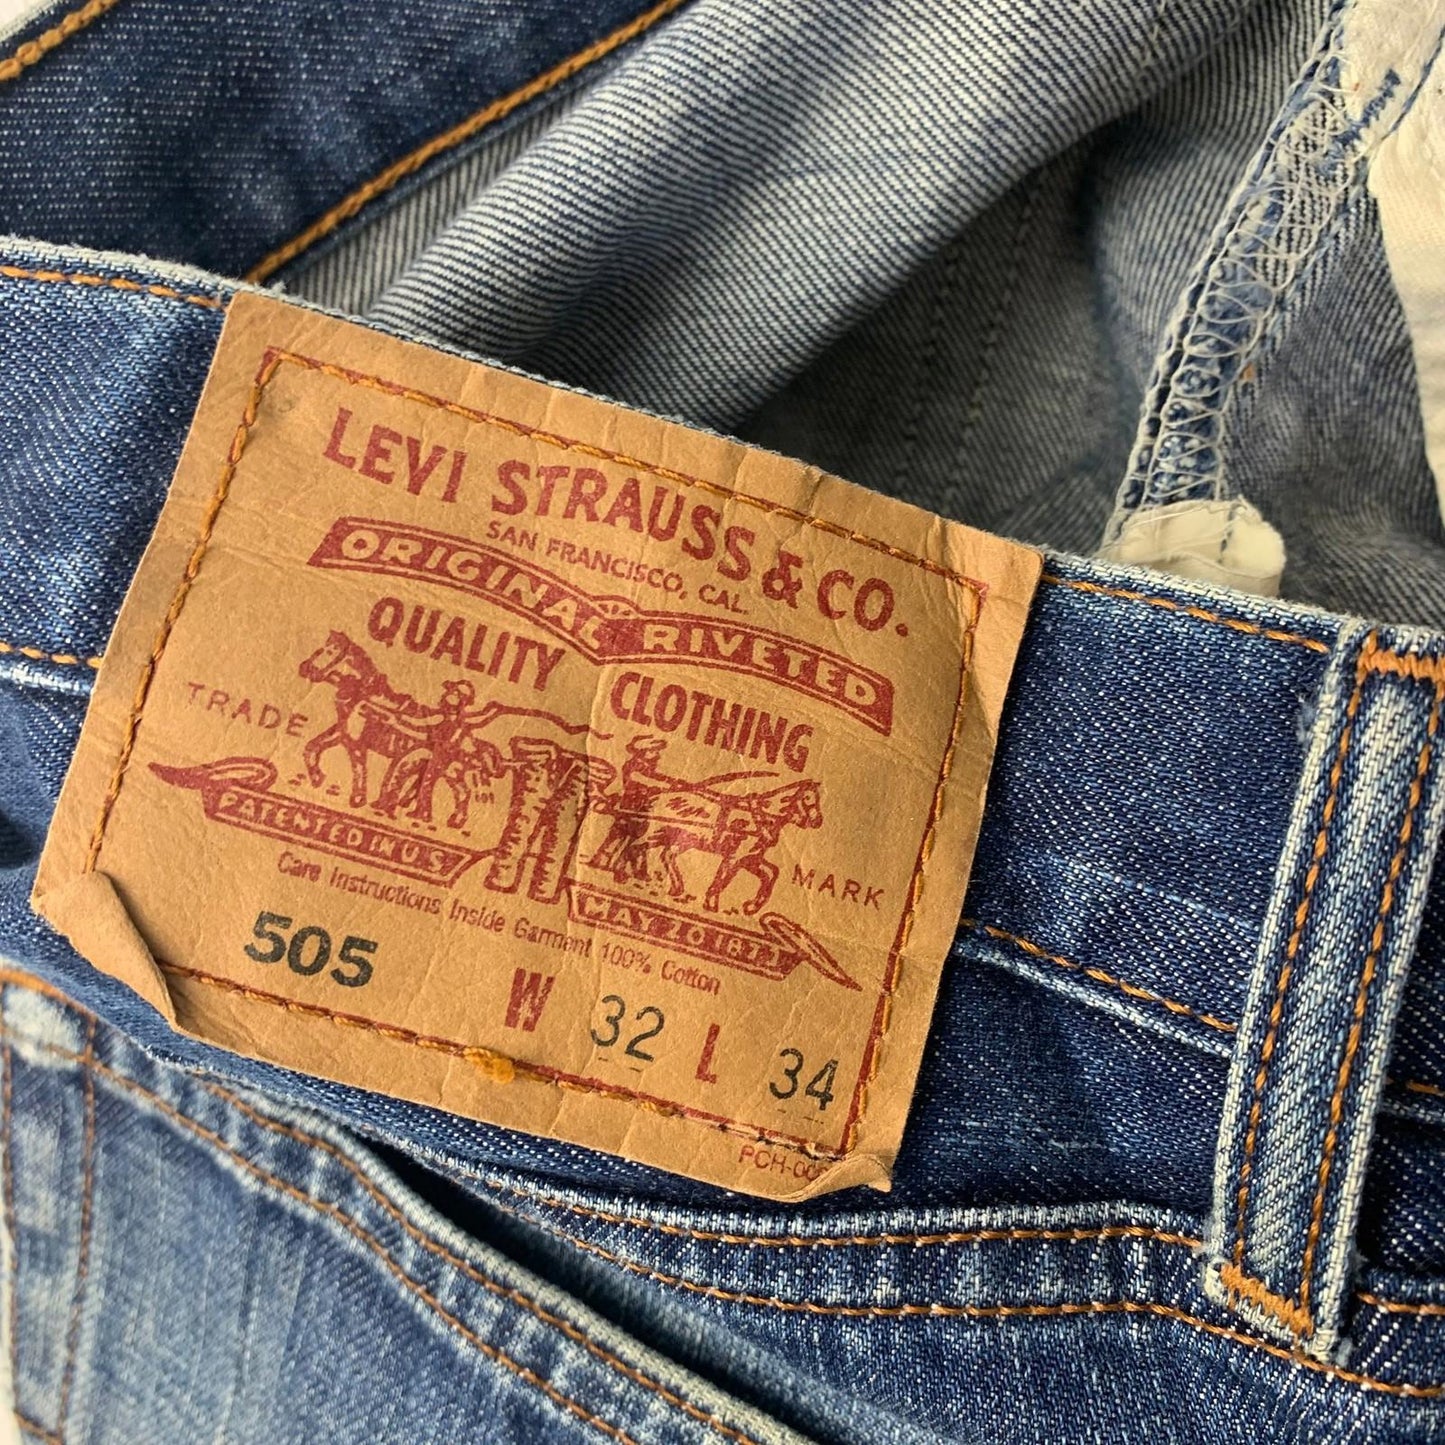 LEVI STRAUSS & CO.
SAN FRANCISCO, CAL.
ORIGINAL RIVETED
QUALITY CLOTHING
TRADE MARK
PATENTED IN U S MAY 20 1873
Care Instructions Inside Garment 100% Cotton
505 W 32 L 34